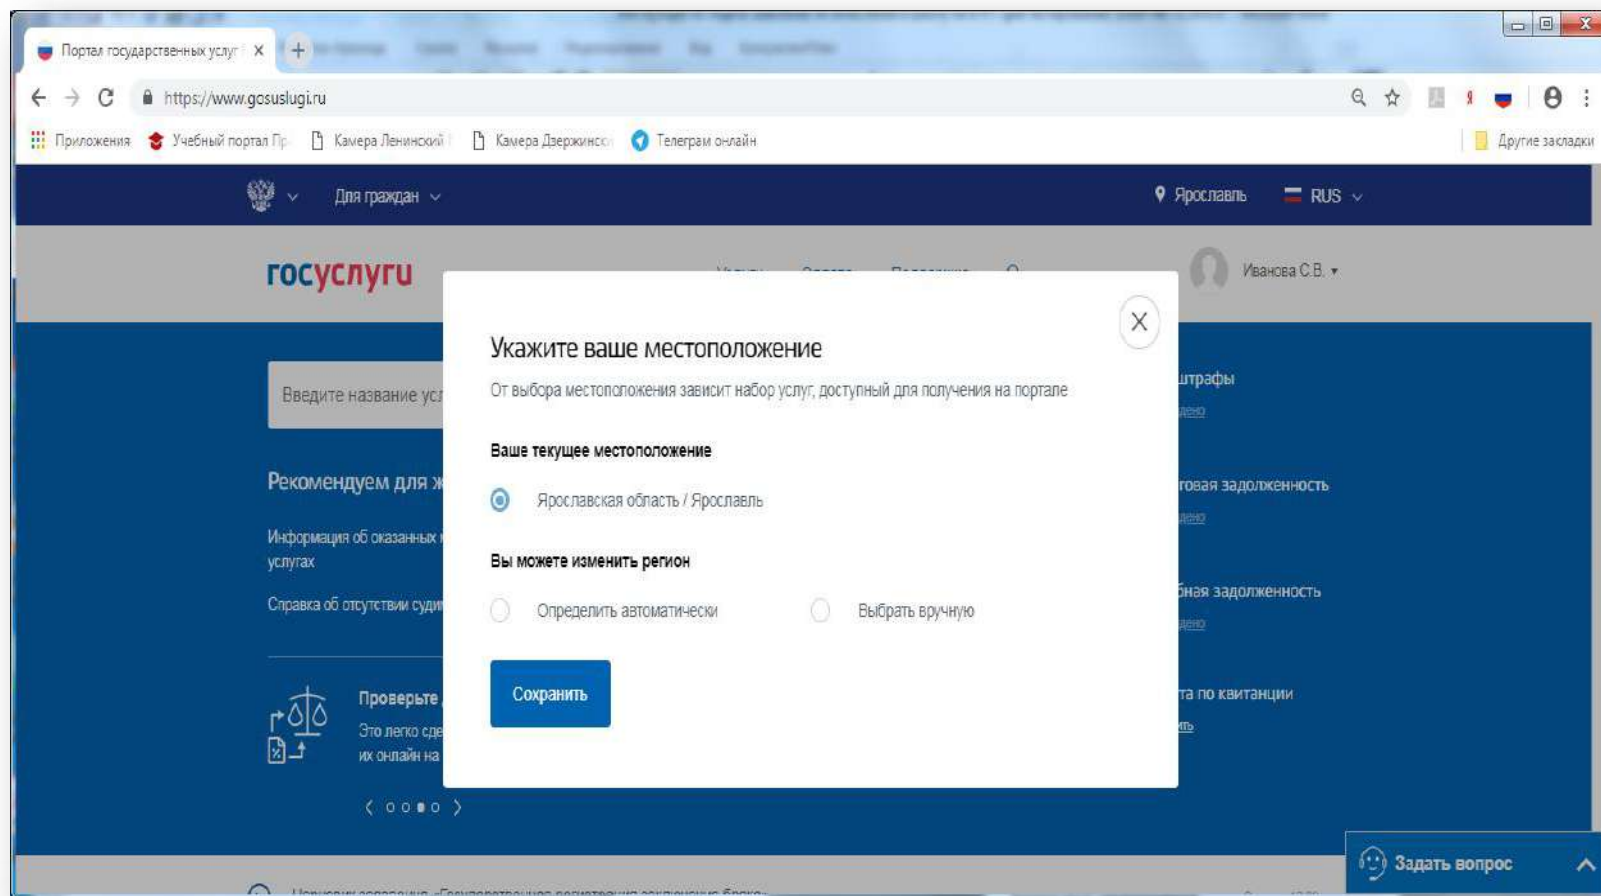 Портал государственных услуг
https://www.gosuslugi.ru
Приложения Учебный портал Камера Ленинский Камера Дзержинс Телеграм онлайн Другие закладки
Для граждан Ярославль RUS
госуслуги Иванова С.В.
Укажите ваше местоположение
От выбора местоположения зависит набор услуг, доступный для получения на портале
Введите название усл
штрафы
Ваше текущее местоположение
Рекомендуем для ж
Ярославская область / Ярославль
говая задолженность
Информация об оказанных
услугах
Вы можете изменить регион
Справка об отсутствии суди
Определить автоматически Выбрать вручную
бная задолженность
Сохранить
Проверьте
Это легко сде
их онлайн на
та по квитанции
ить
Задать вопрос